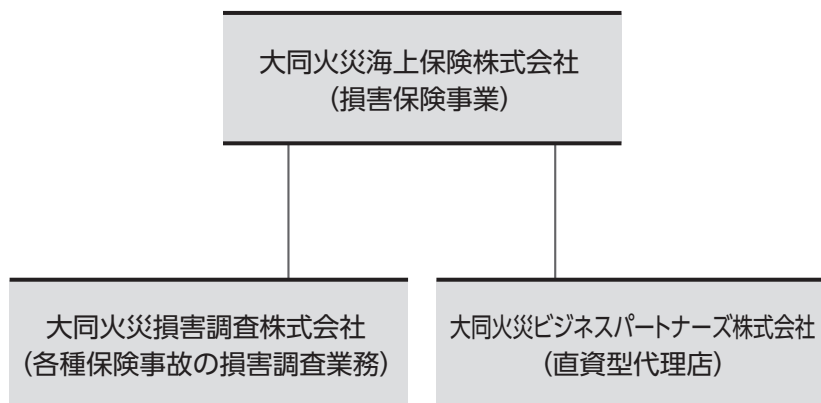 大同火災海上保険株式会社
（損害保険事業）
大同火災損害調査株式会社
（各種保険事故の損害調査業務）
大同火災ビジネスパートナーズ株式会社
（直資型代理店）